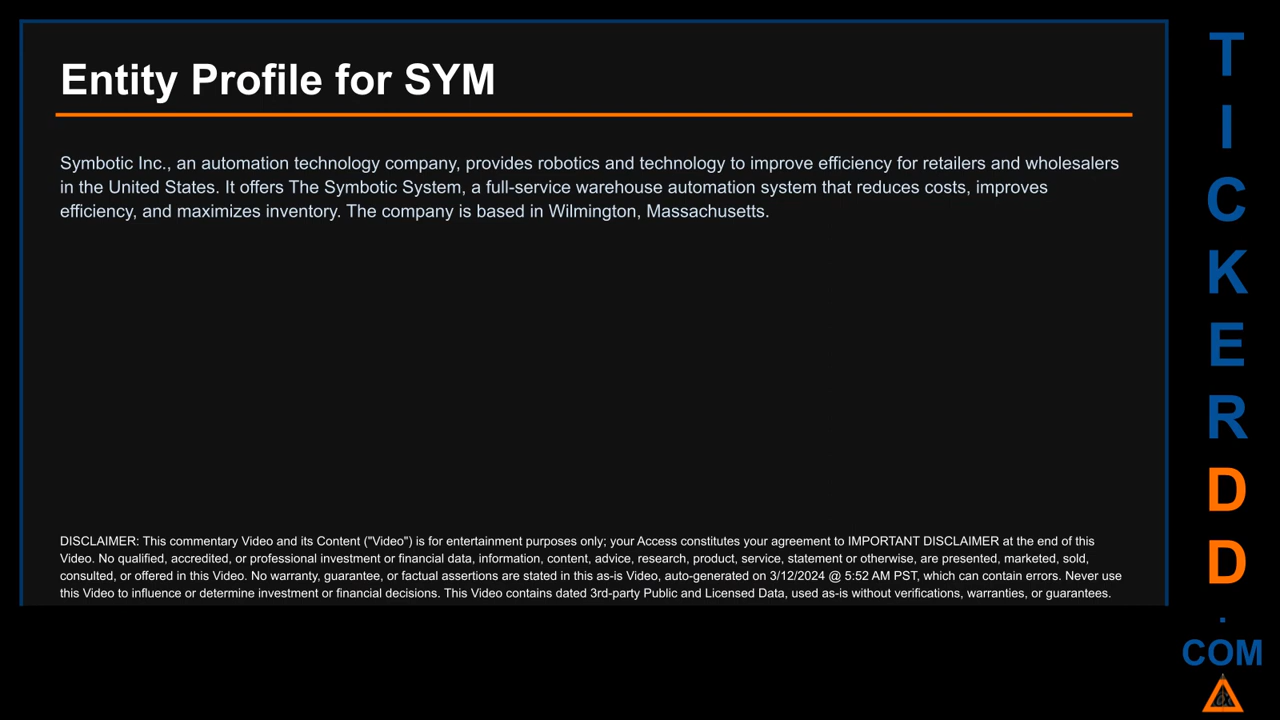 Entity Profile for SYM
Symbotic Inc., an automation technology company, provides robotics and technology to improve efficiency for retailers and wholesalers
in the United States. It offers The Symbotic System, a full-service warehouse automation system that reduces costs, improves
efficiency, and maximizes inventory. The company is based in Wilmington, Massachusetts.
DISCLAIMER: This commentary Video and its Content ("Video") is for entertainment purposes only; your Access constitutes your agreement to IMPORTANT DISCLAIMER at the end of this
Video. No qualified, accredited, or professional investment or financial data, information, content, advice, research, product, service, statement or otherwise, are presented, marketed, sold,
consulted, or offered in this Video. No warranty, guarantee, or factual assertions are stated in this as-is Video, auto-generated on 3/12/2024 @ 5:52 AM PST, which can contain errors. Never use
this Video to influence or determine investment or financial decisions. This Video contains dated 3rd-party Public and Licensed Data, used as-is without verifications, warranties, or guarantees.
T
I
C
K
E
R
D
D
.
COM